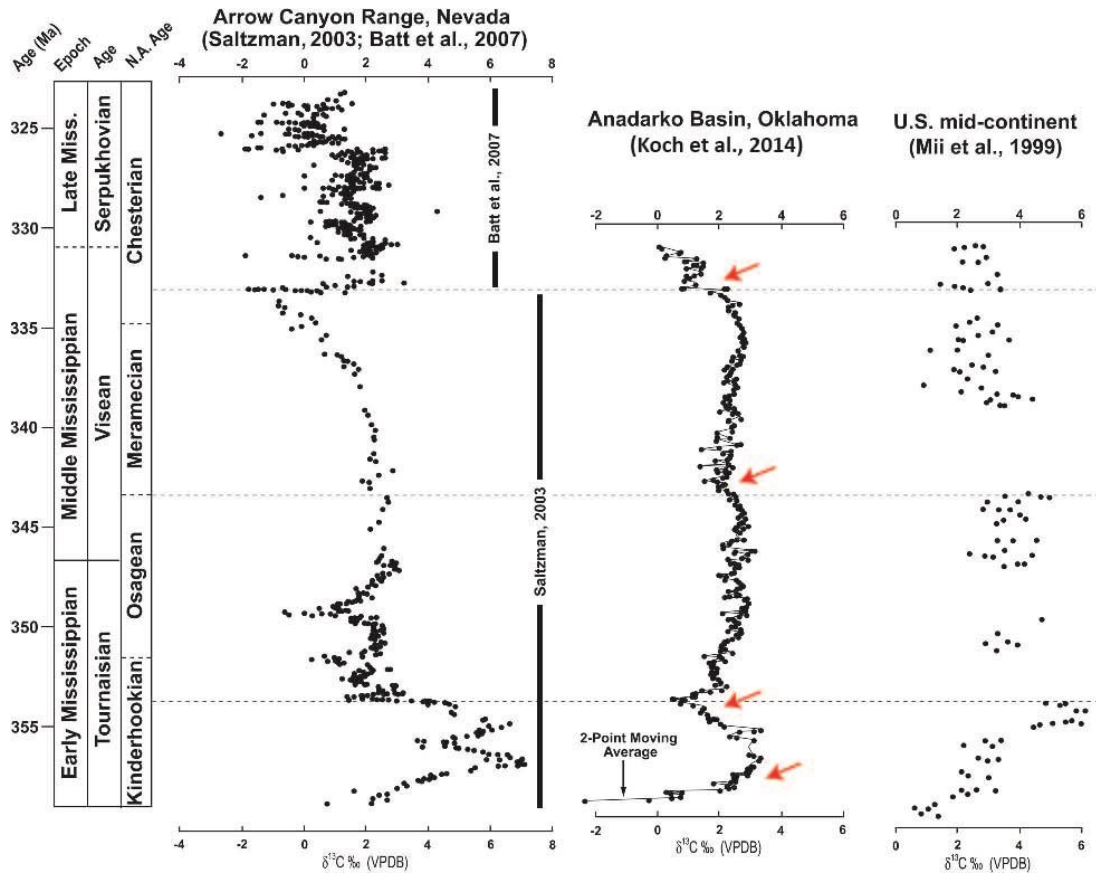 Arrow Canyon Range, Nevada
(Saltzman, 2003; Batt et al., 2007)
Age (Ma)
Epoch
Age
N.A. Age
-4 -2 0 2 4 6 8
Anadarko Basin, Oklahoma
(Koch et al., 2014)
U.S. mid-continent
(Mii et al., 1999)
-2 0 2 4 6
0 2 4 6
325
330
335
340
345
350
355
Late Miss.
Middle Mississippian
Early Mississippian
Serpukhovian
Visean
Tournaisian
Chesterian
Meramecian
Osagean
Kinderhookian
Batt et al., 2007
Saltzman, 2003
2-Point Moving
Average
-4 -2 0 2 4 6 8
δ¹³C ‰ (VPDB)
-2 0 2 4 6
δ¹³C ‰ (VPDB)
0 2 4 6
δ¹³C ‰ (VPDB)